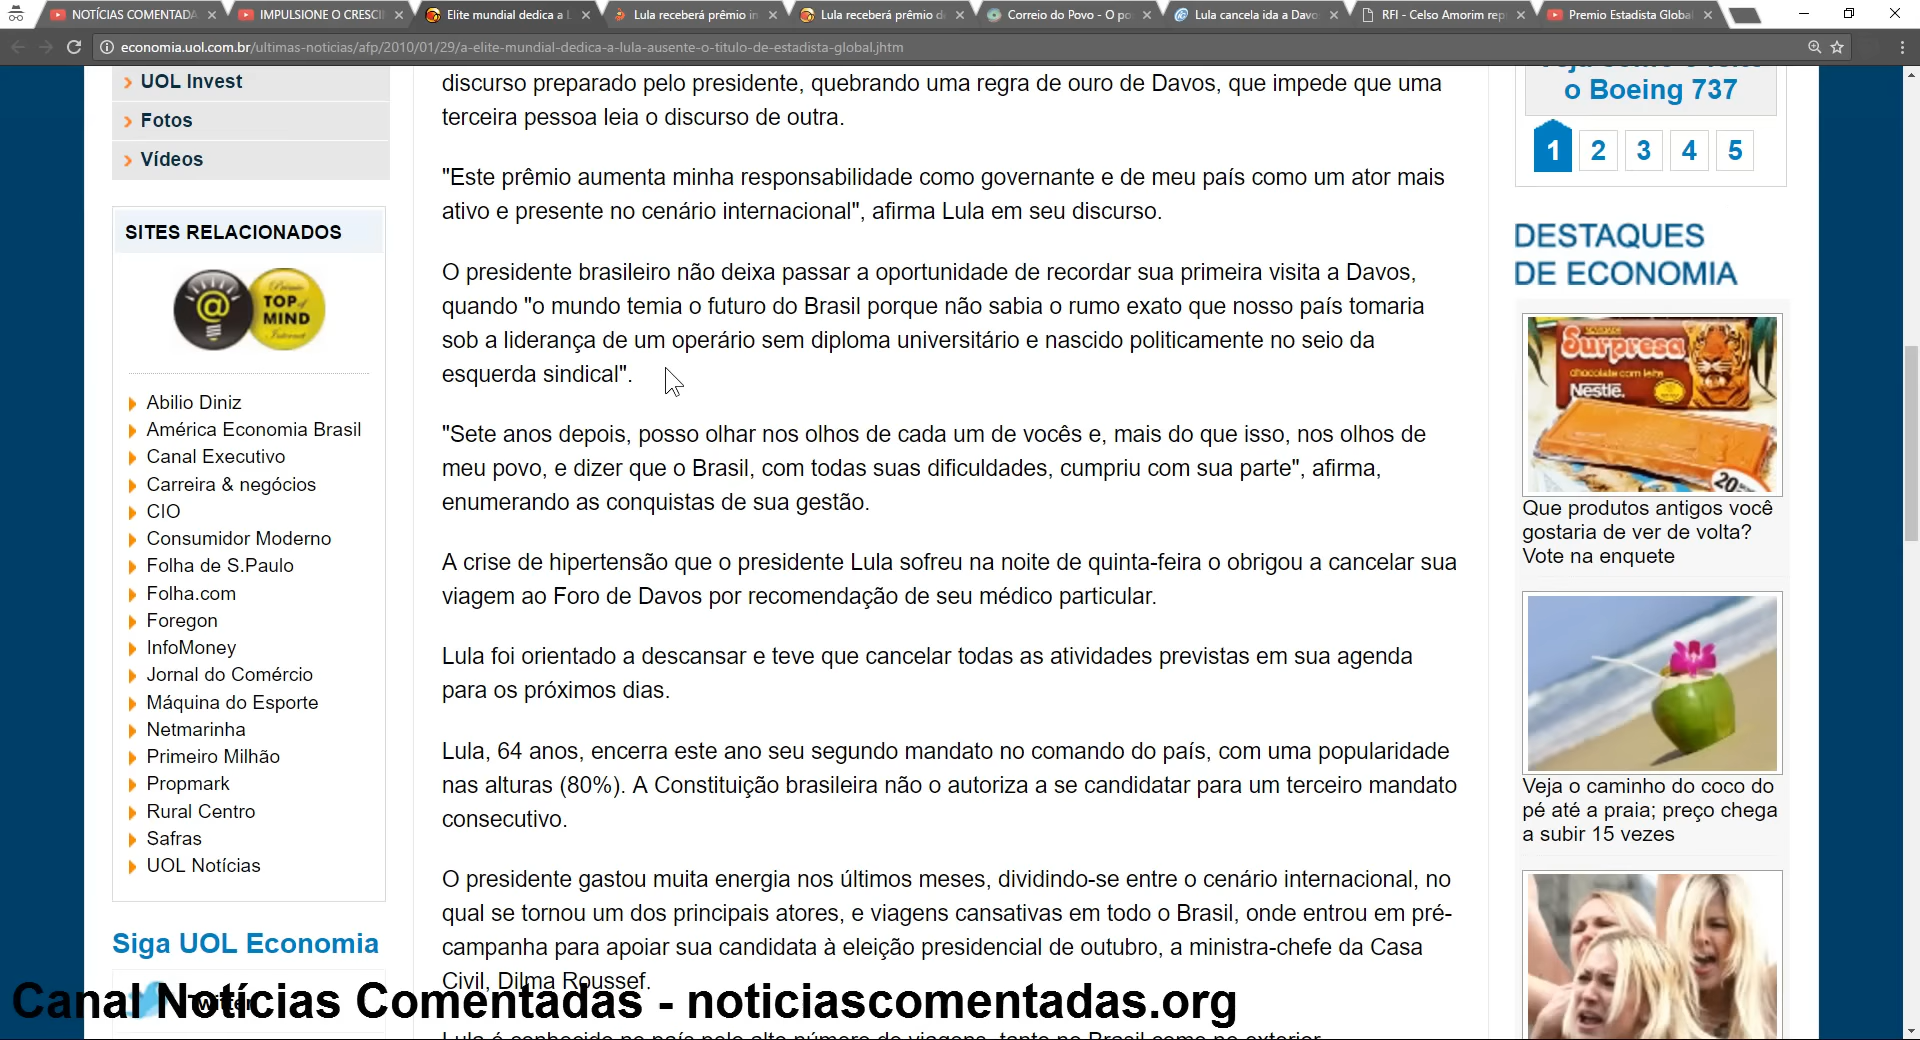 NOTÍCIAS COMENTADA
IMPULSIONE O CRESCI
Elite mundial dedica a L
Lula receberá prêmio in
Lula receberá prêmio d
Correio do Povo - O po
Lula cancela ida a Davo
RFI - Celso Amorim rep
Premio Estadista Global
economia.uol.com.br/ultimas-noticias/afp/2010/01/29/a-elite-mundial-dedica-a-lula-ausente-o-titulo-de-estadista-global.jhtm
UOL Invest
Fotos
Vídeos
SITES RELACIONADOS
Prêmio
TOP of
MIND
Internet
Abilio Diniz
América Economia Brasil
Canal Executivo
Carreira & negócios
CIO
Consumidor Moderno
Folha de S.Paulo
Folha.com
Foregon
InfoMoney
Jornal do Comércio
Máquina do Esporte
Netmarinha
Primeiro Milhão
Propmark
Rural Centro
Safras
UOL Notícias
Siga UOL Economia
Twitter
discurso preparado pelo presidente, quebrando uma regra de ouro de Davos, que impede que uma
terceira pessoa leia o discurso de outra.
"Este prêmio aumenta minha responsabilidade como governante e de meu país como um ator mais
ativo e presente no cenário internacional", afirma Lula em seu discurso.
O presidente brasileiro não deixa passar a oportunidade de recordar sua primeira visita a Davos,
quando "o mundo temia o futuro do Brasil porque não sabia o rumo exato que nosso país tomaria
sob a liderança de um operário sem diploma universitário e nascido politicamente no seio da
esquerda sindical".
"Sete anos depois, posso olhar nos olhos de cada um de vocês e, mais do que isso, nos olhos de
meu povo, e dizer que o Brasil, com todas suas dificuldades, cumpriu com sua parte", afirma,
enumerando as conquistas de sua gestão.
A crise de hipertensão que o presidente Lula sofreu na noite de quinta-feira o obrigou a cancelar sua
viagem ao Foro de Davos por recomendação de seu médico particular.
Lula foi orientado a descansar e teve que cancelar todas as atividades previstas em sua agenda
para os próximos dias.
Lula, 64 anos, encerra este ano seu segundo mandato no comando do país, com uma popularidade
nas alturas (80%). A Constituição brasileira não o autoriza a se candidatar para um terceiro mandato
consecutivo.
O presidente gastou muita energia nos últimos meses, dividindo-se entre o cenário internacional, no
qual se tornou um dos principais atores, e viagens cansativas em todo o Brasil, onde entrou em pré-
campanha para apoiar sua candidata à eleição presidencial de outubro, a ministra-chefe da Casa
Civil, Dilma Roussef.
Lula é conhecido no país pelo alto número de viagens, tanto no Brasil como no exterior
o Boeing 737
1 2 3 4 5
DESTAQUES
DE ECONOMIA
Surpresa
chocolate com leite
Nestlé
20
Que produtos antigos você
gostaria de ver de volta?
Vote na enquete
Veja o caminho do coco do
pé até a praia; preço chega
a subir 15 vezes
Canal Notícias Comentadas - noticiascomentadas.org